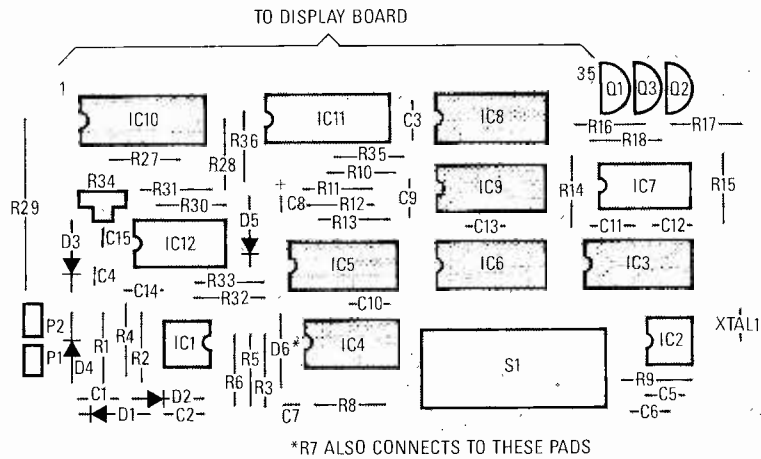 TO DISPLAY BOARD
1
35
Q1
Q3
Q2
IC10
R36
IC11
C3
IC8
R16
R17
R18
R27
R28
R35
R10
R34
R31
R11
C9
IC9
R14
IC7
R15
R29
R30
+
C8
R12
R13
C13
C11
C12
D3
C15
IC12
D5
C4
IC5
IC6
IC3
C14
R33
R32
C10
P2
P1
D4
R1
R4
R2
IC1
R6
R5
R3
D6*
IC4
S1
IC2
XTAL1
C1
D2
R9
D1
C2
C7
R8
C5
C6
*R7 ALSO CONNECTS TO THESE PADS